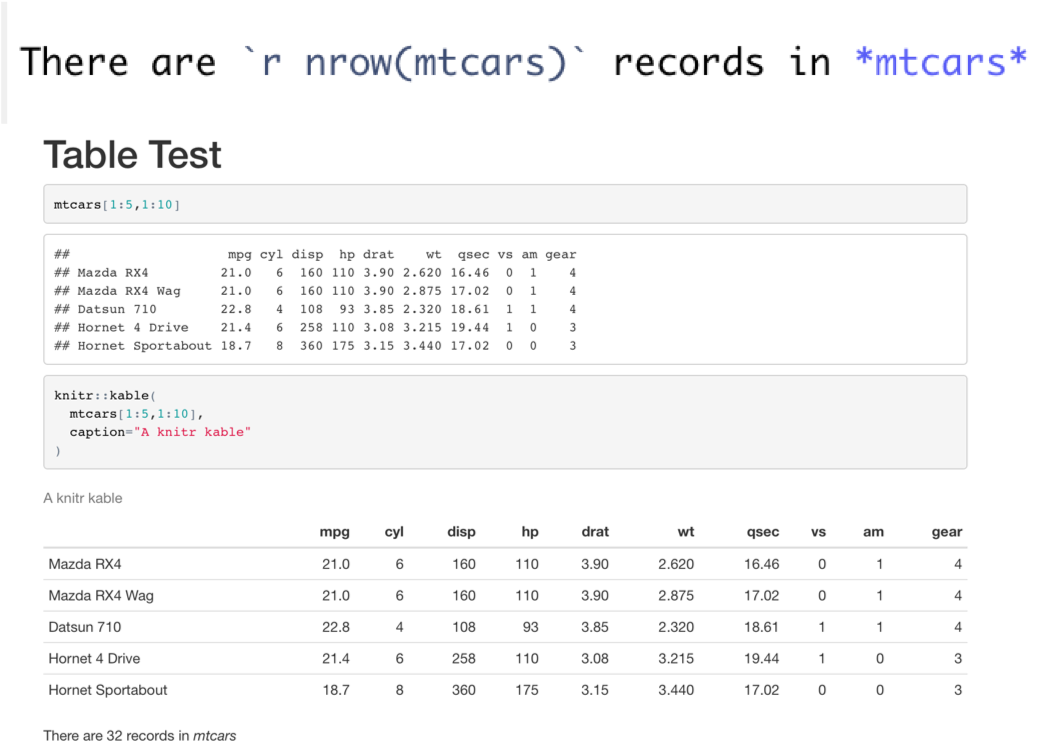 There are `r nrow(mtcars)` records in *mtcars*
Table Test
mtcars[1:5,1:10]
##                    mpg cyl disp  hp drat    wt  qsec vs am gear
## Mazda RX4         21.0   6  160 110 3.90 2.620 16.46  0  1    4
## Mazda RX4 Wag     21.0   6  160 110 3.90 2.875 17.02  0  1    4
## Datsun 710        22.8   4  108  93 3.85 2.320 18.61  1  1    4
## Hornet 4 Drive    21.4   6  258 110 3.08 3.215 19.44  1  0    3
## Hornet Sportabout 18.7   8  360 175 3.15 3.440 17.02  0  0    3
knitr::kable(
  mtcars[1:5,1:10],
  caption="A knitr kable"
)
A knitr kable
mpg cyl disp hp drat wt qsec vs am gear
Mazda RX4 21.0 6 160 110 3.90 2.620 16.46 0 1 4
Mazda RX4 Wag 21.0 6 160 110 3.90 2.875 17.02 0 1 4
Datsun 710 22.8 4 108 93 3.85 2.320 18.61 1 1 4
Hornet 4 Drive 21.4 6 258 110 3.08 3.215 19.44 1 0 3
Hornet Sportabout 18.7 8 360 175 3.15 3.440 17.02 0 0 3
There are 32 records in mtcars